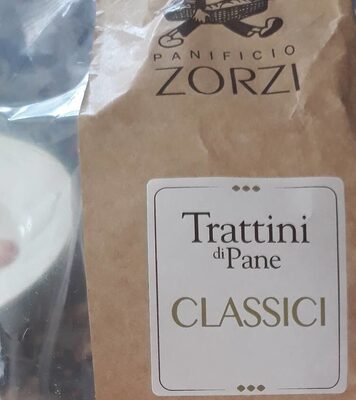 PANIFICIO
ZORZI
Trattini
di Pane
CLASSICI